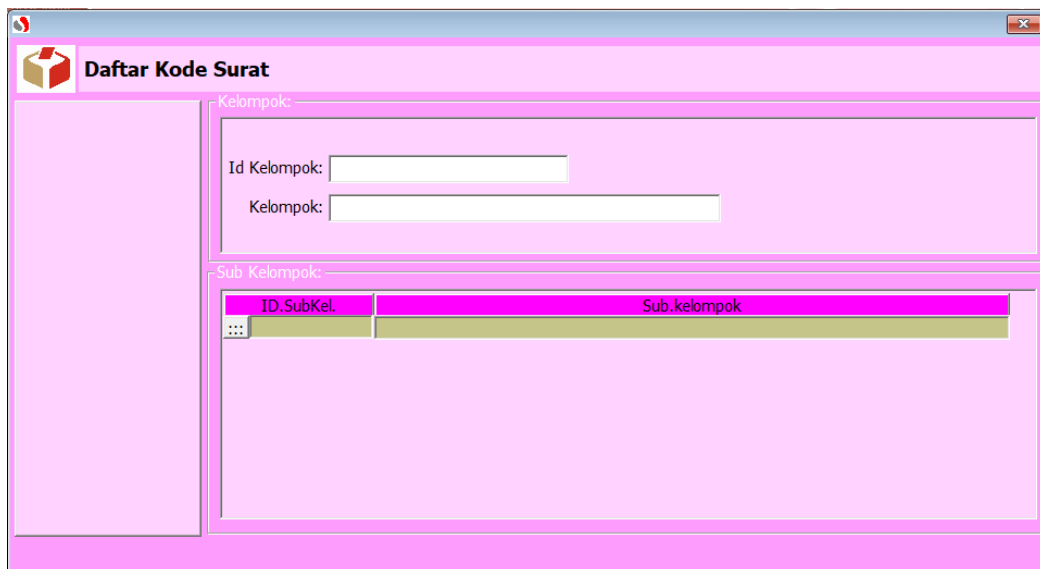 Daftar Kode Surat
Kelompok:
Id Kelompok:
Kelompok:
Sub Kelompok:
ID.SubKel. Sub.kelompok
:::